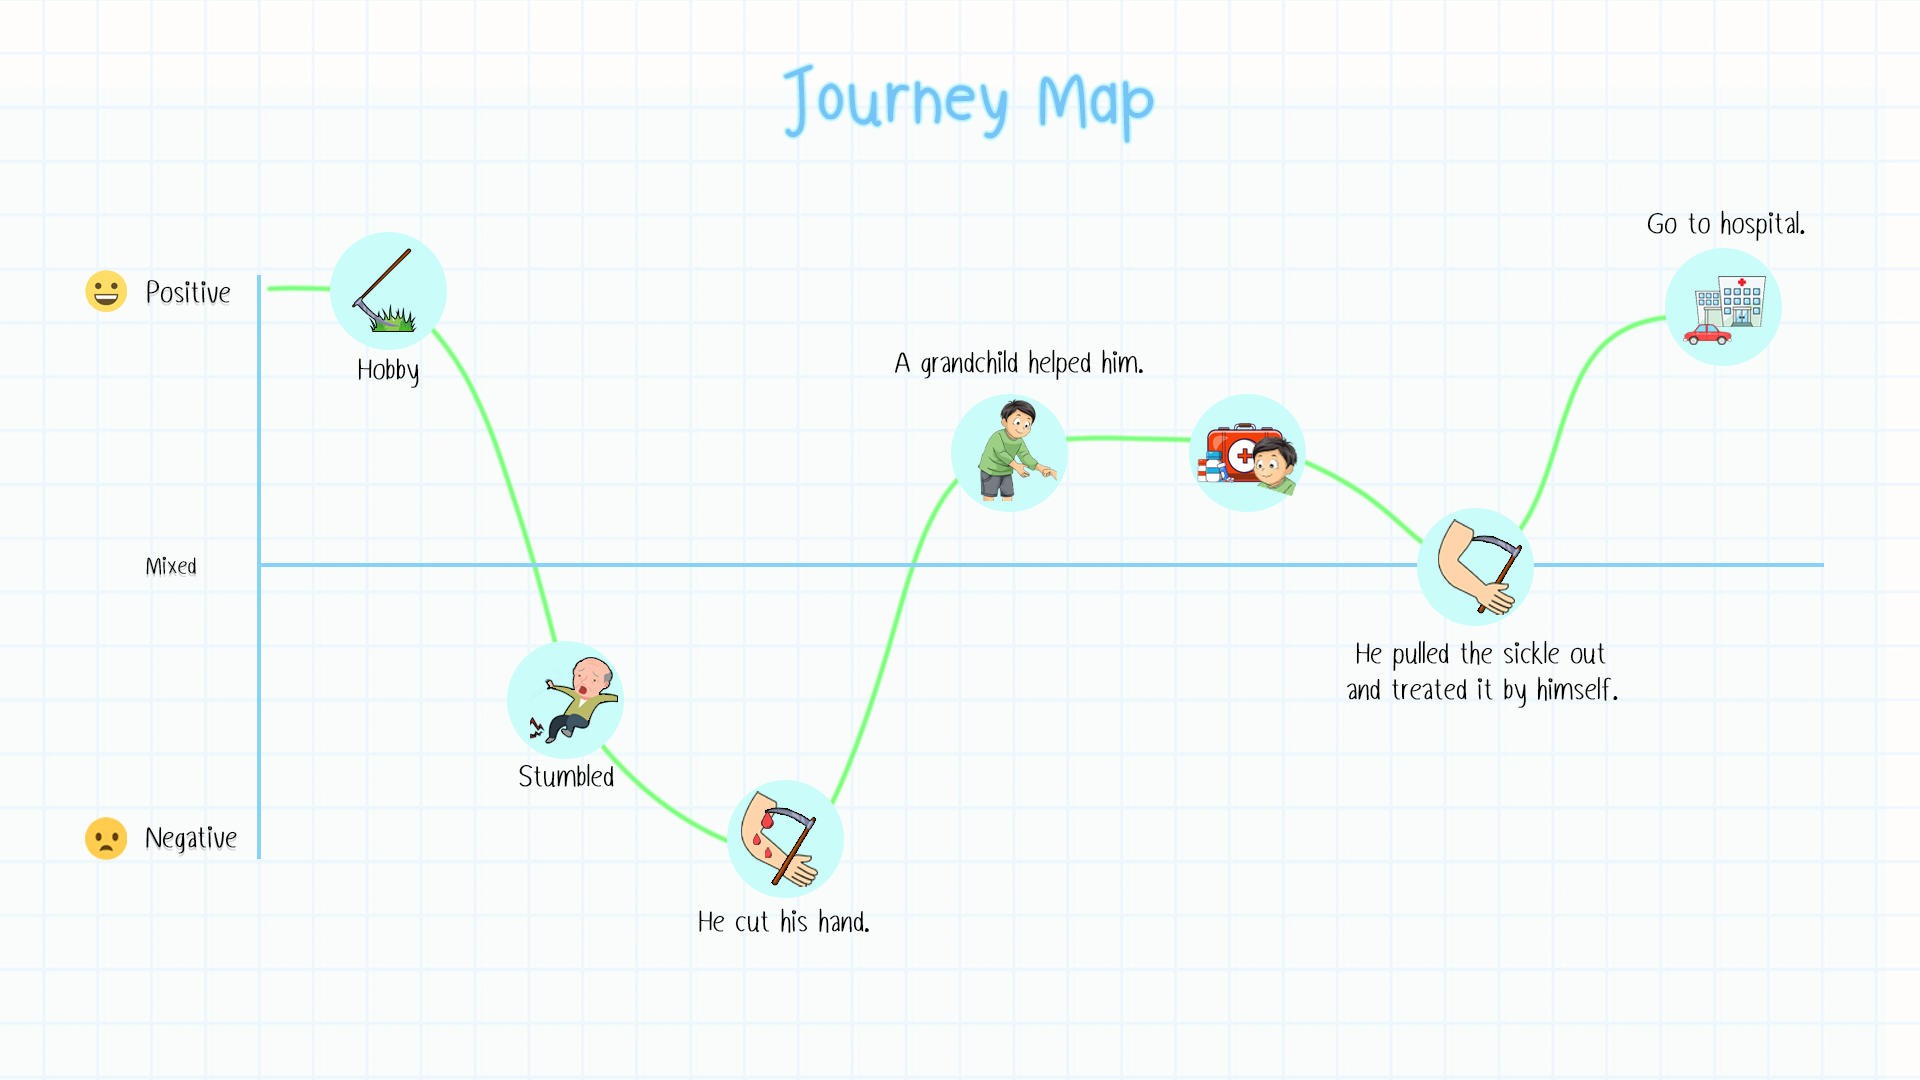 Journey Map
Go to hospital.
Positive
Hobby
A grandchild helped him.
Mixed
He pulled the sickle out
and treated it by himself.
Stumbled
Negative
He cut his hand.